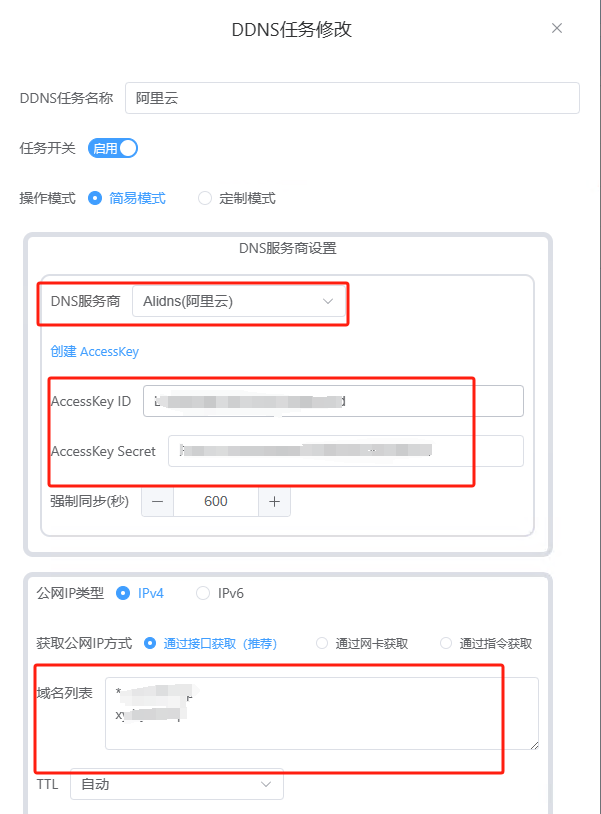 DDNS任务修改
DDNS任务名称 阿里云
任务开关 启用
操作模式 简易模式 定制模式
DNS服务商设置
DNS服务商 Alidns(阿里云)
创建 AccessKey
AccessKey ID
AccessKey Secret
强制同步(秒) 600
公网IP类型 IPv4 IPv6
获取公网IP方式 通过接口获取（推荐） 通过网卡获取 通过指令获取
域名列表 *
TTL 自动